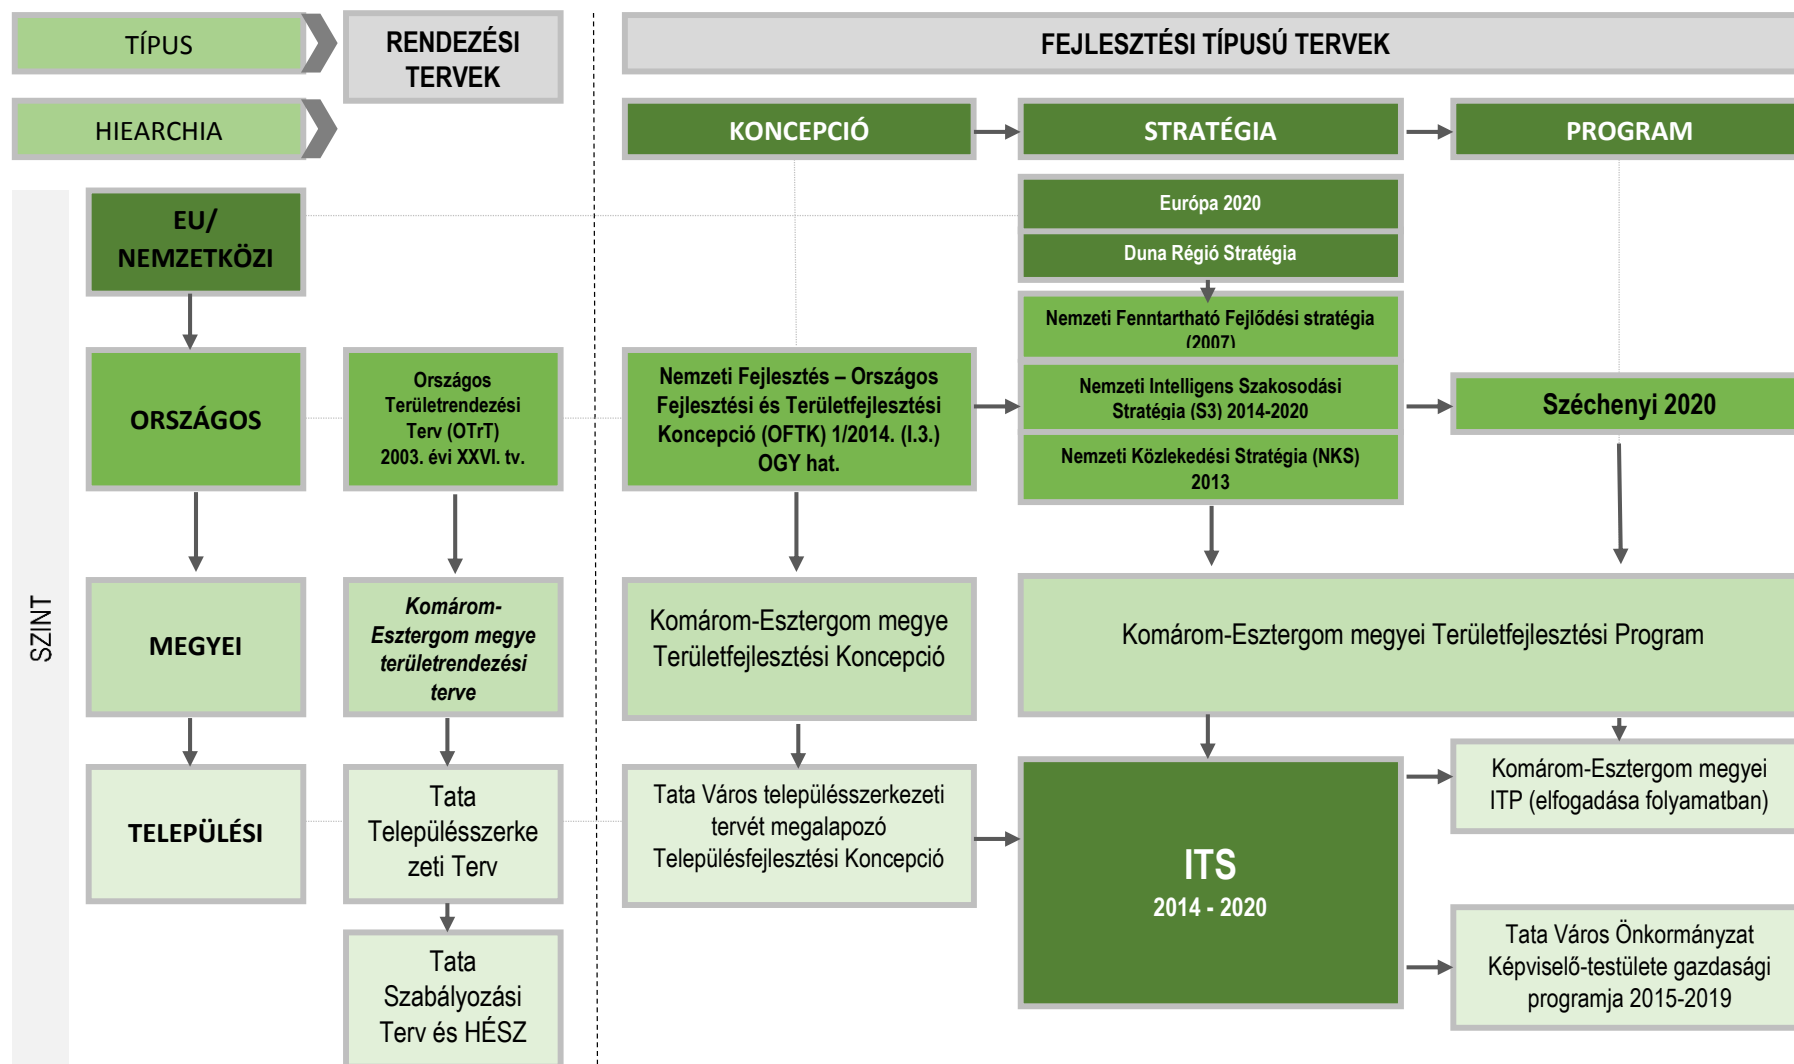 TÍPUS
RENDEZÉSI
TERVEK
FEJLESZTÉSI TÍPUSÚ TERVEK
HIEARCHIA
KONCEPCIÓ
STRATÉGIA
PROGRAM
SZINT
EU/
NEMZETKÖZI
Európa 2020
Duna Régió Stratégia
Nemzeti Fenntartható Fejlődési stratégia
(2007)
ORSZÁGOS
Országos
Területrendezési
Terv (OTrT)
2003. évi XXVI. tv.
Nemzeti Fejlesztés – Országos
Fejlesztési és Területfejlesztési
Koncepció (OFTK) 1/2014. (I.3.)
OGY hat.
Nemzeti Intelligens Szakosodási
Stratégia (S3) 2014-2020
Nemzeti Közlekedési Stratégia (NKS)
2013
Széchenyi 2020
MEGYEI
Komárom-
Esztergom megye
területrendezési
terve
Komárom-Esztergom megye
Területfejlesztési Koncepció
Komárom-Esztergom megyei Területfejlesztési Program
TELEPÜLÉSI
Tata
Településszerke
zeti Terv
Tata Város településszerkezeti
tervét megalapozó
Településfejlesztési Koncepció
ITS
2014 - 2020
Komárom-Esztergom megyei
ITP (elfogadása folyamatban)
Tata
Szabályozási
Terv és HÉSZ
Tata Város Önkormányzat
Képviselő-testülete gazdasági
programja 2015-2019